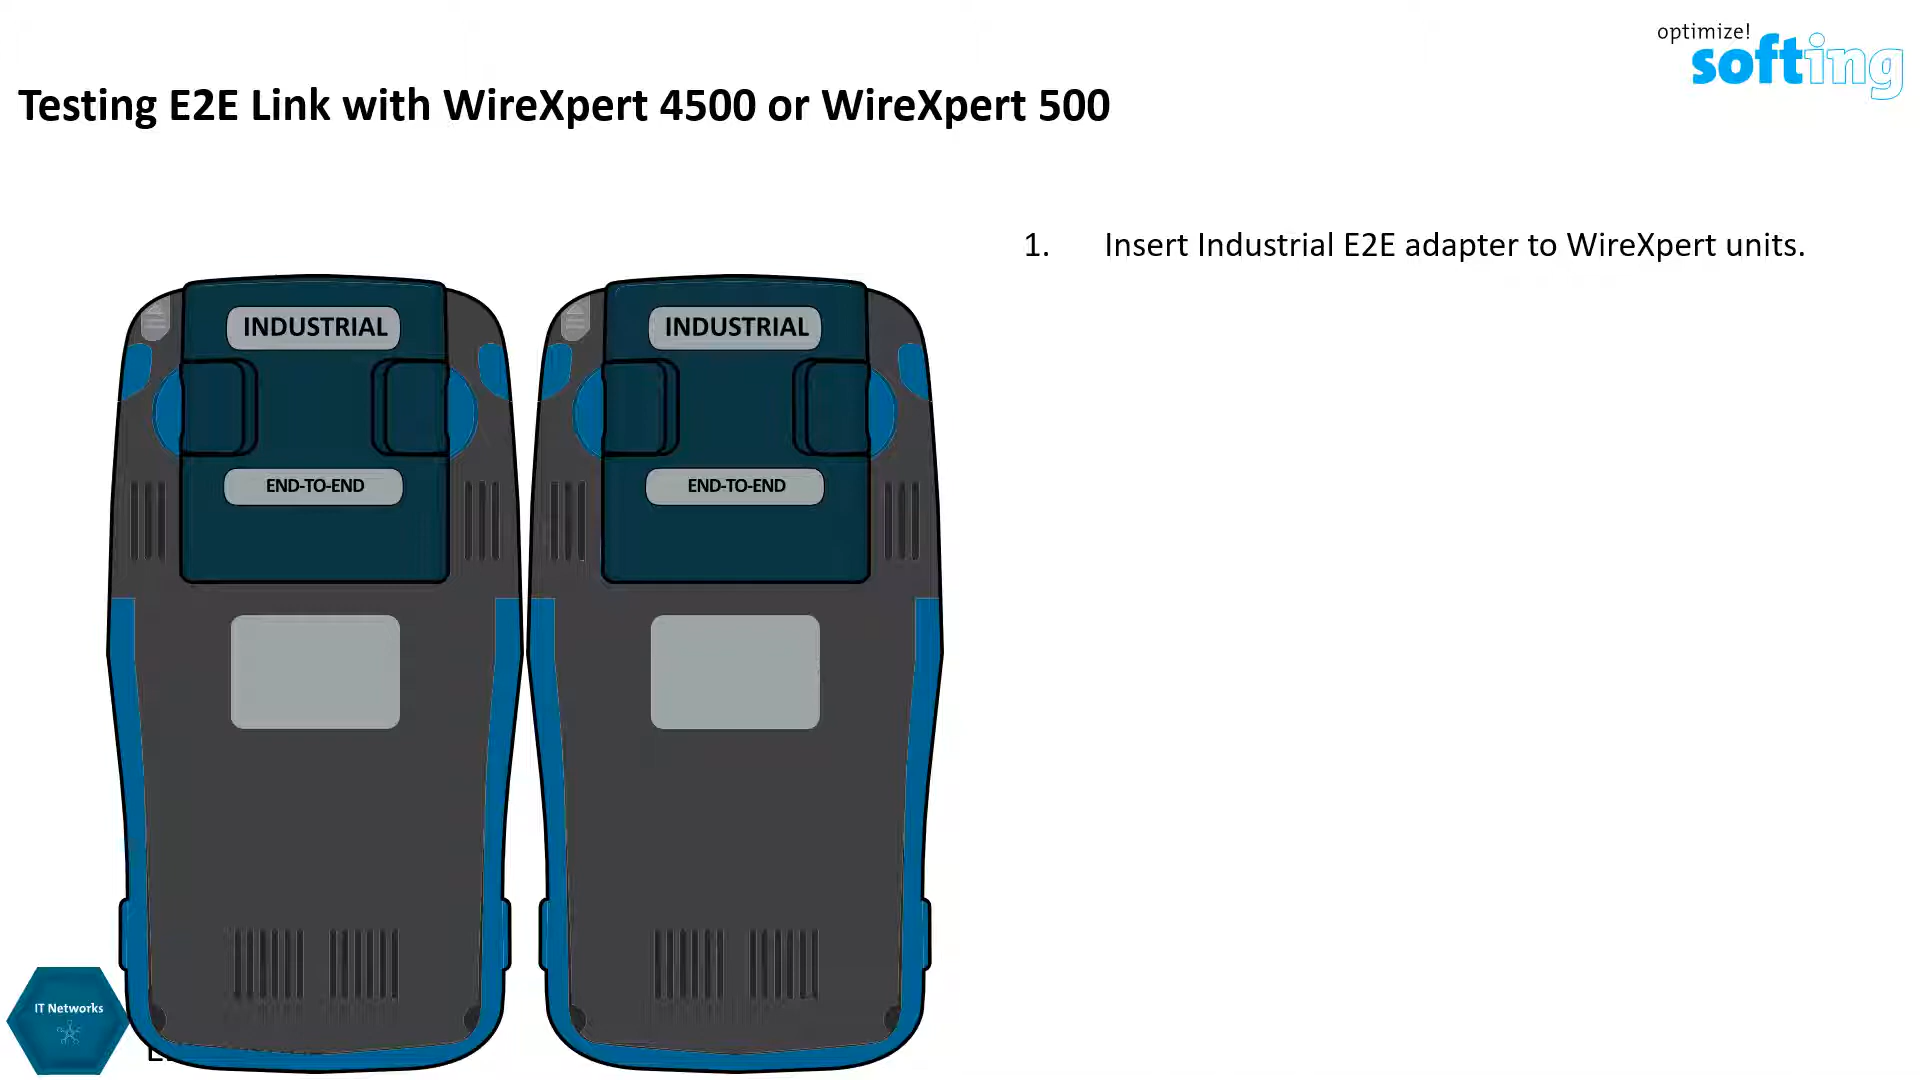 optimize!
softing
Testing E2E Link with WireXpert 4500 or WireXpert 500
1. Insert Industrial E2E adapter to WireXpert units.
INDUSTRIAL
INDUSTRIAL
END-TO-END
END-TO-END
IT Networks